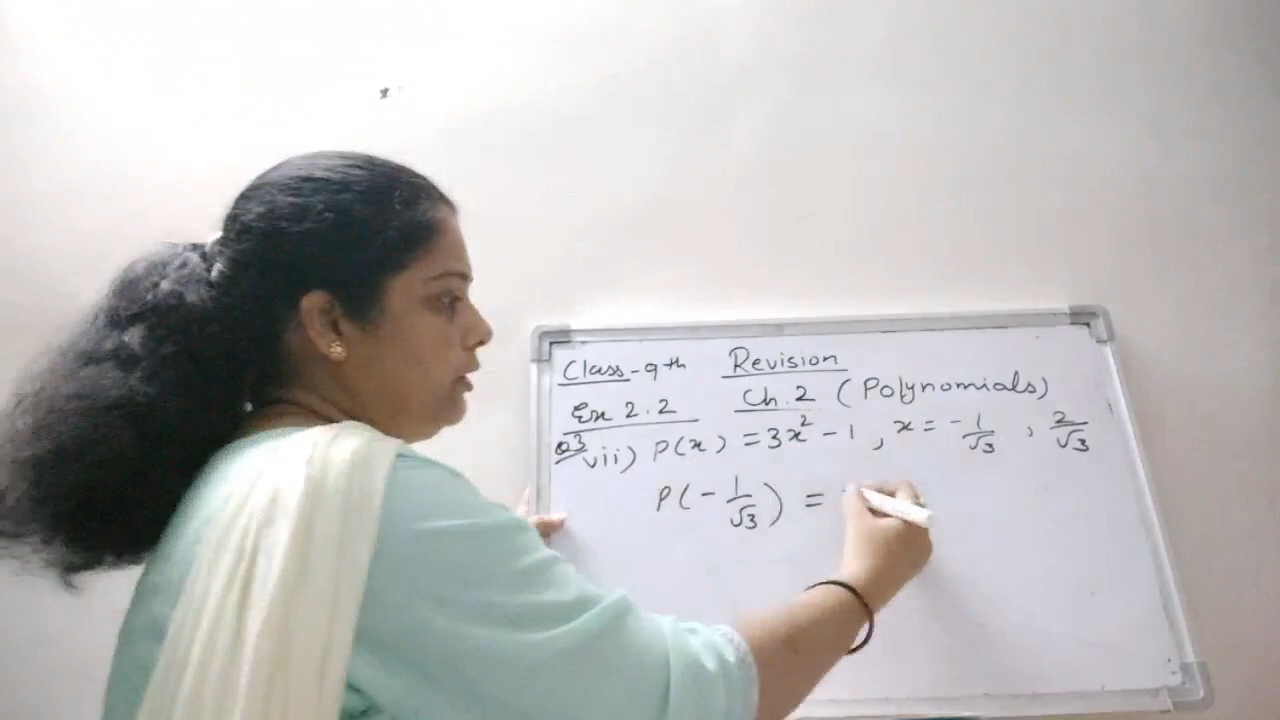 Class-9th Revision
Ex 2.2 Ch. 2 (Polynomials)
Q3 vii) P(x) = 3x² - 1, x = -1/√3, 2/√3
P(-1/√3) =